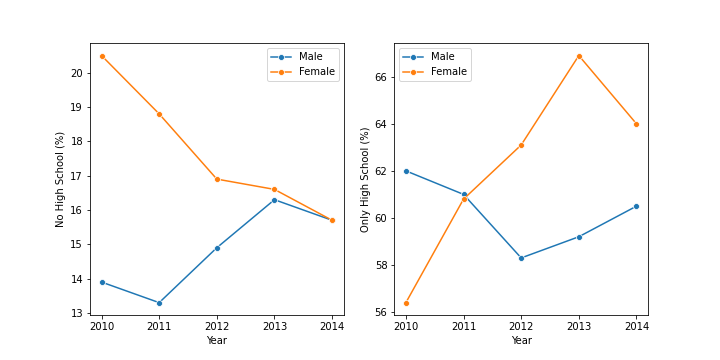 No High School (%)
20
19
18
17
16
15
14
13
Male
Female
2010 2011 2012 2013 2014
Year
Only High School (%)
66
64
62
60
58
56
Male
Female
2010 2011 2012 2013 2014
Year